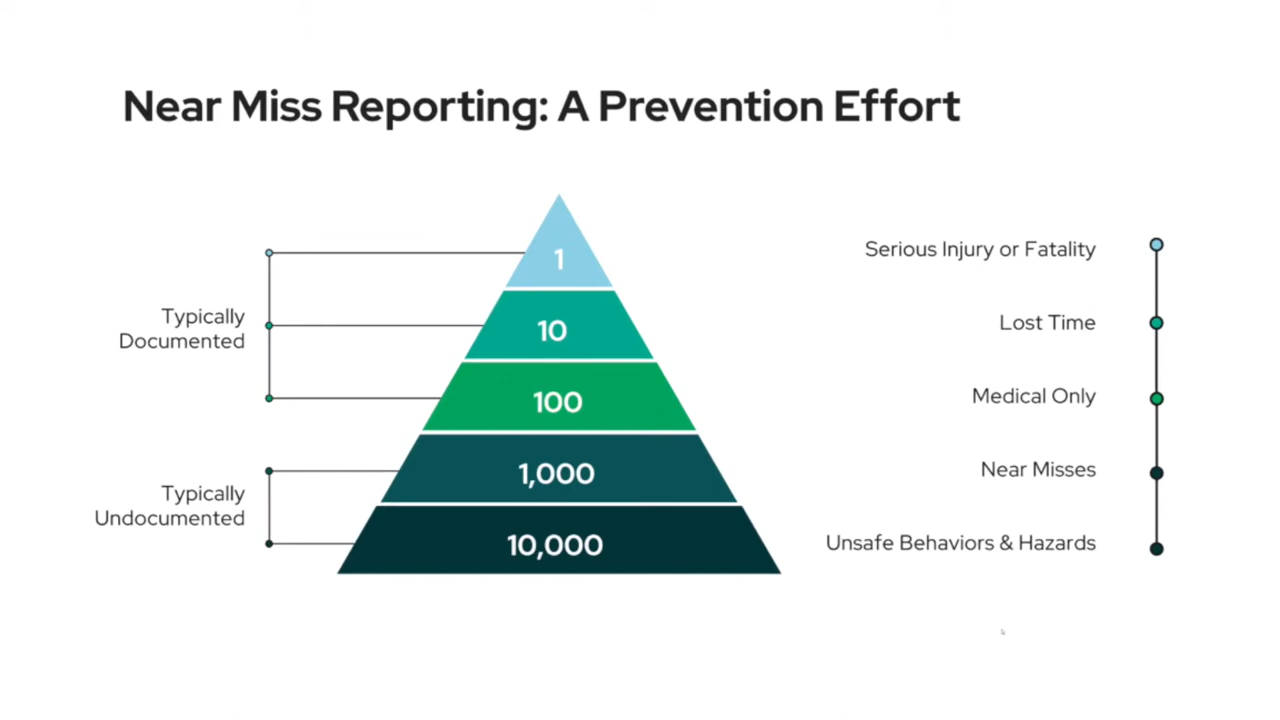 Near Miss Reporting: A Prevention Effort
Typically
Documented
Typically
Undocumented
1
10
100
1,000
10,000
Serious Injury or Fatality
Lost Time
Medical Only
Near Misses
Unsafe Behaviors & Hazards